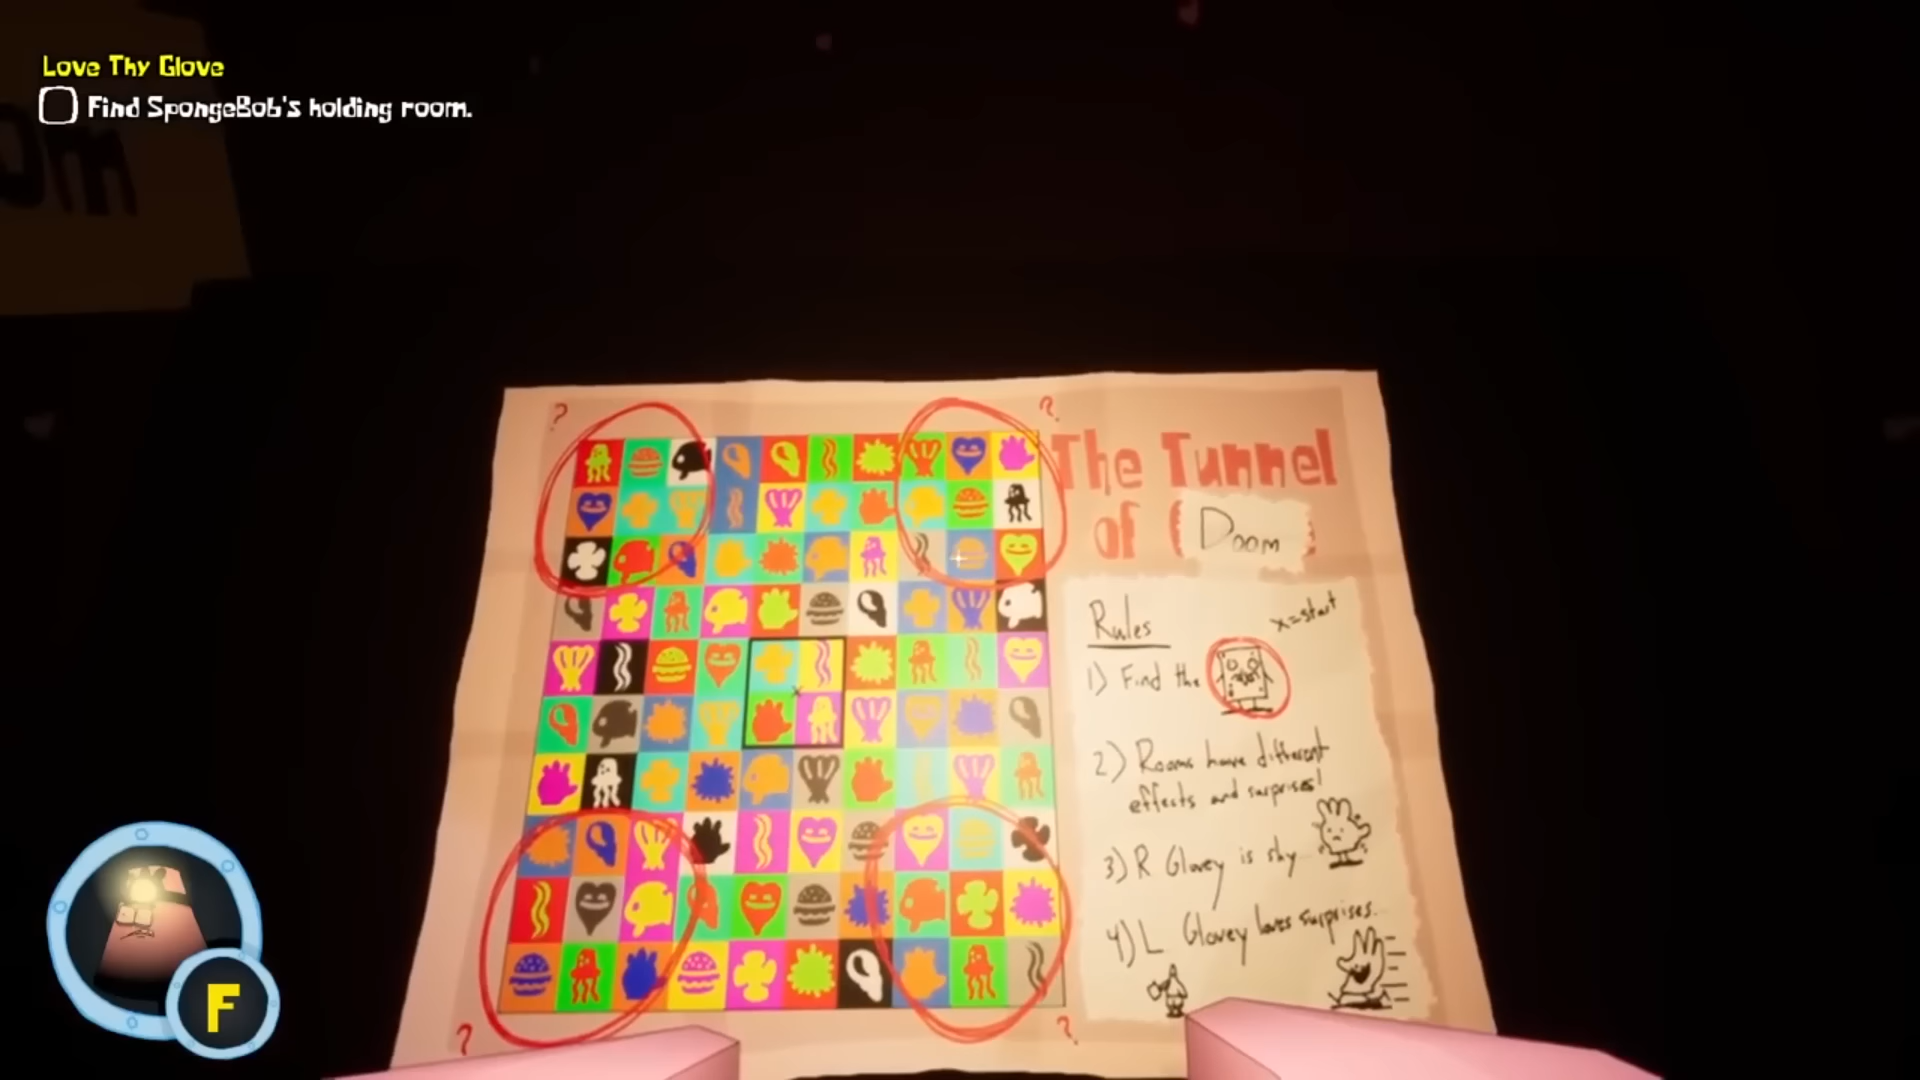 Love Thy Glove
Find SpongeBob's holding room.
om
? ?
The Tunnel
of (Doom)
Rules
x=start
1) Find the
x
2) Rooms have different
effects and surprises!
3) R Glovey is shy
4) L Glovey loves surprises...
F
? ?